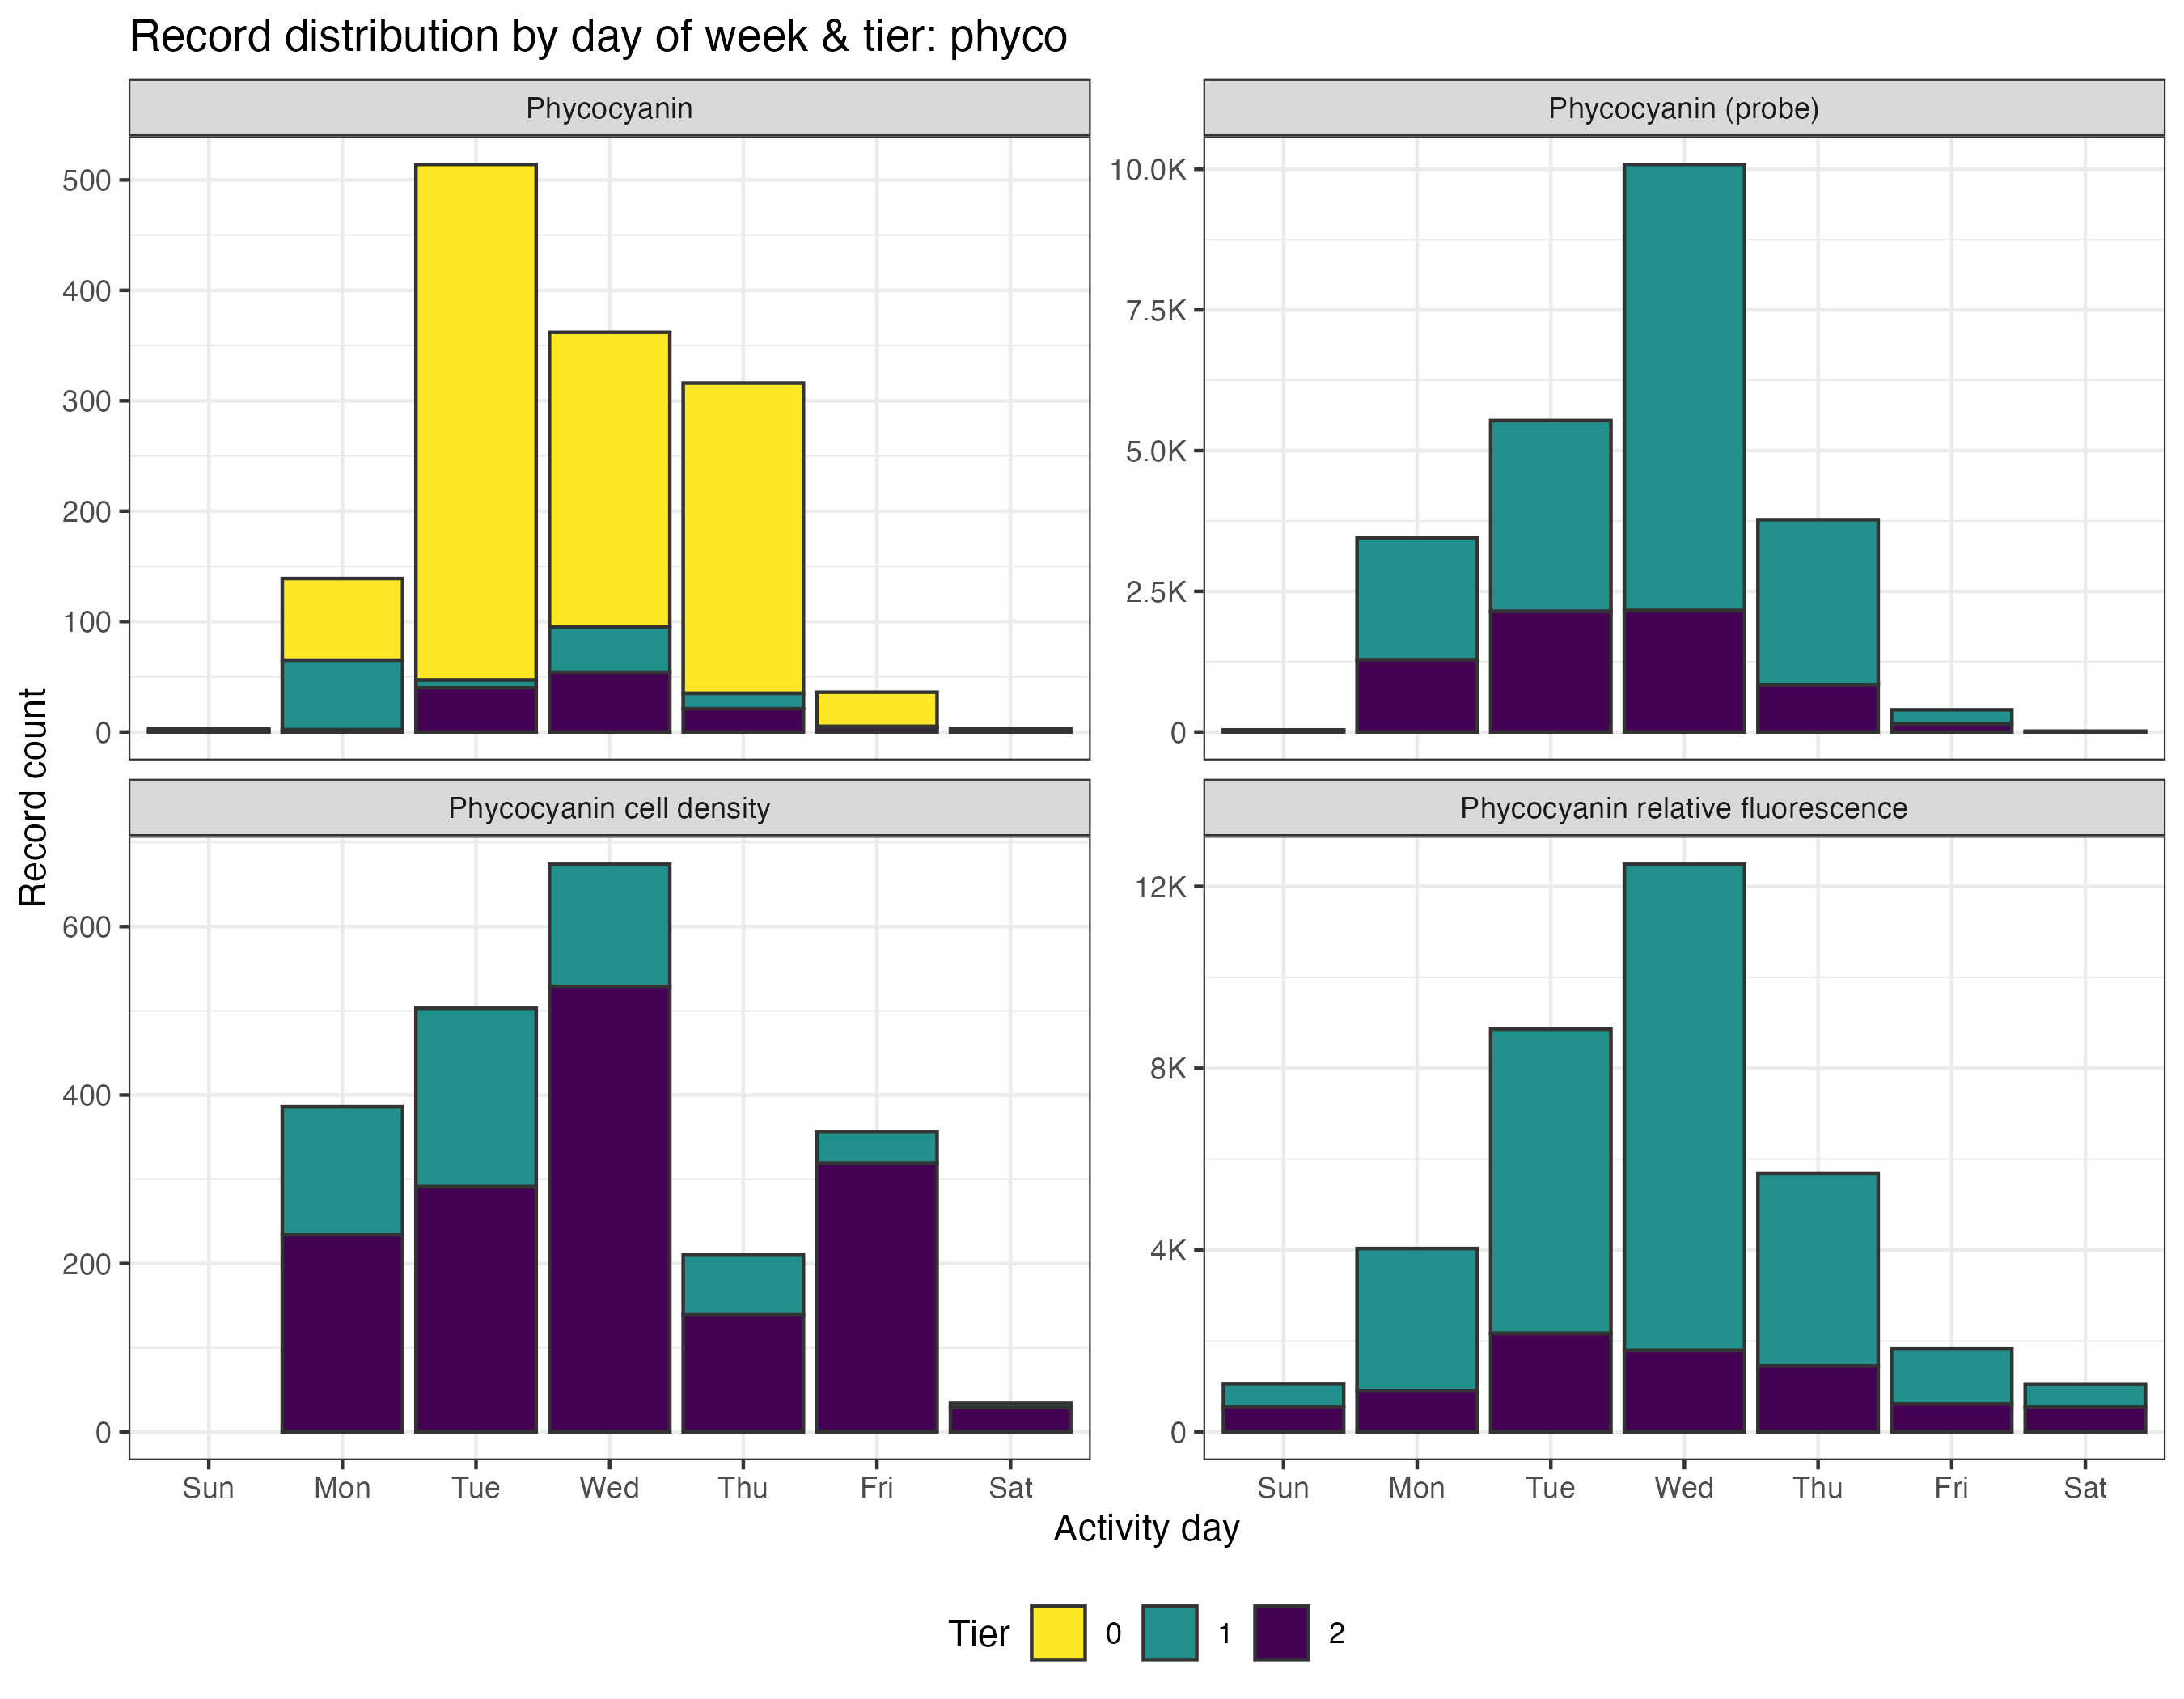 Record distribution by day of week & tier: phyco
Phycocyanin
Phycocyanin (probe)
500
400
300
200
100
0
10.0K
7.5K
5.0K
2.5K
0
Record count
Phycocyanin cell density
Phycocyanin relative fluorescence
600
400
200
0
12K
8K
4K
0
Sun Mon Tue Wed Thu Fri Sat
Sun Mon Tue Wed Thu Fri Sat
Activity day
Tier 0 1 2